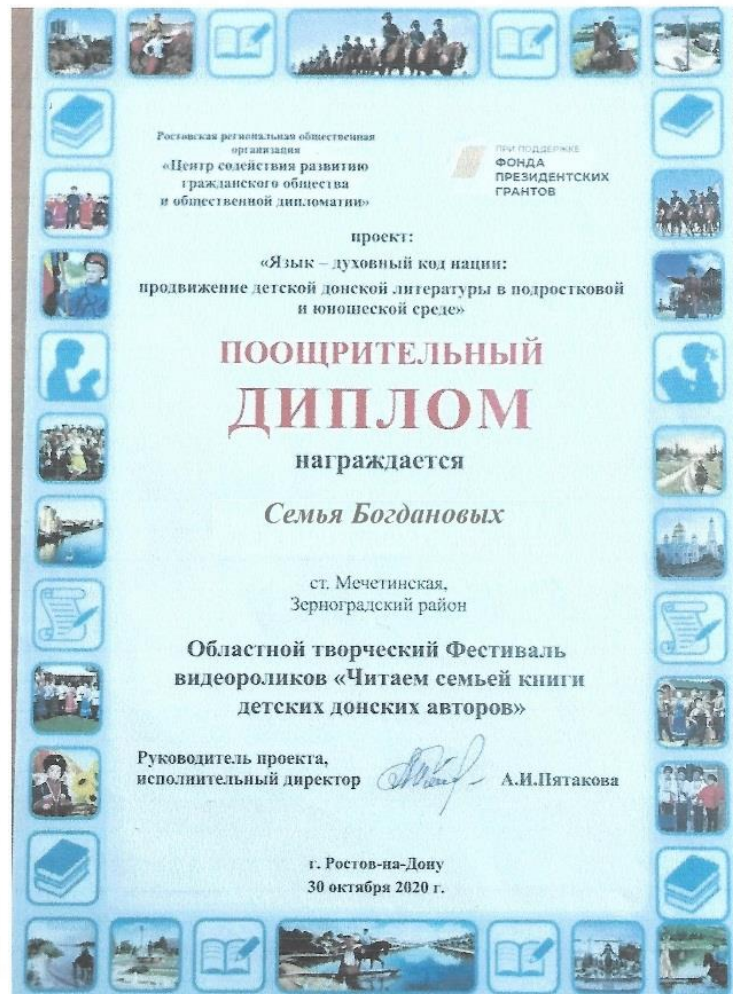 Ростовская региональная общественная
организация
«Центр содействия развитию
гражданского общества
и общественной дипломатии»
ПРИ ПОДДЕРЖКЕ
ФОНДА
ПРЕЗИДЕНТСКИХ
ГРАНТОВ
проект:
«Язык – духовный код нации:
продвижение детской донской литературы в подростковой
и юношеской среде»
ПООЩРИТЕЛЬНЫЙ
ДИПЛОМ
награждается
Семья Богдановых
ст. Мечетинская,
Зерноградский район
Областной творческий Фестиваль
видеороликов «Читаем семьей книги
детских донских авторов»
Руководитель проекта,
исполнительный директор
А.И.Пятакова
г. Ростов-на-Дону
30 октября 2020 г.